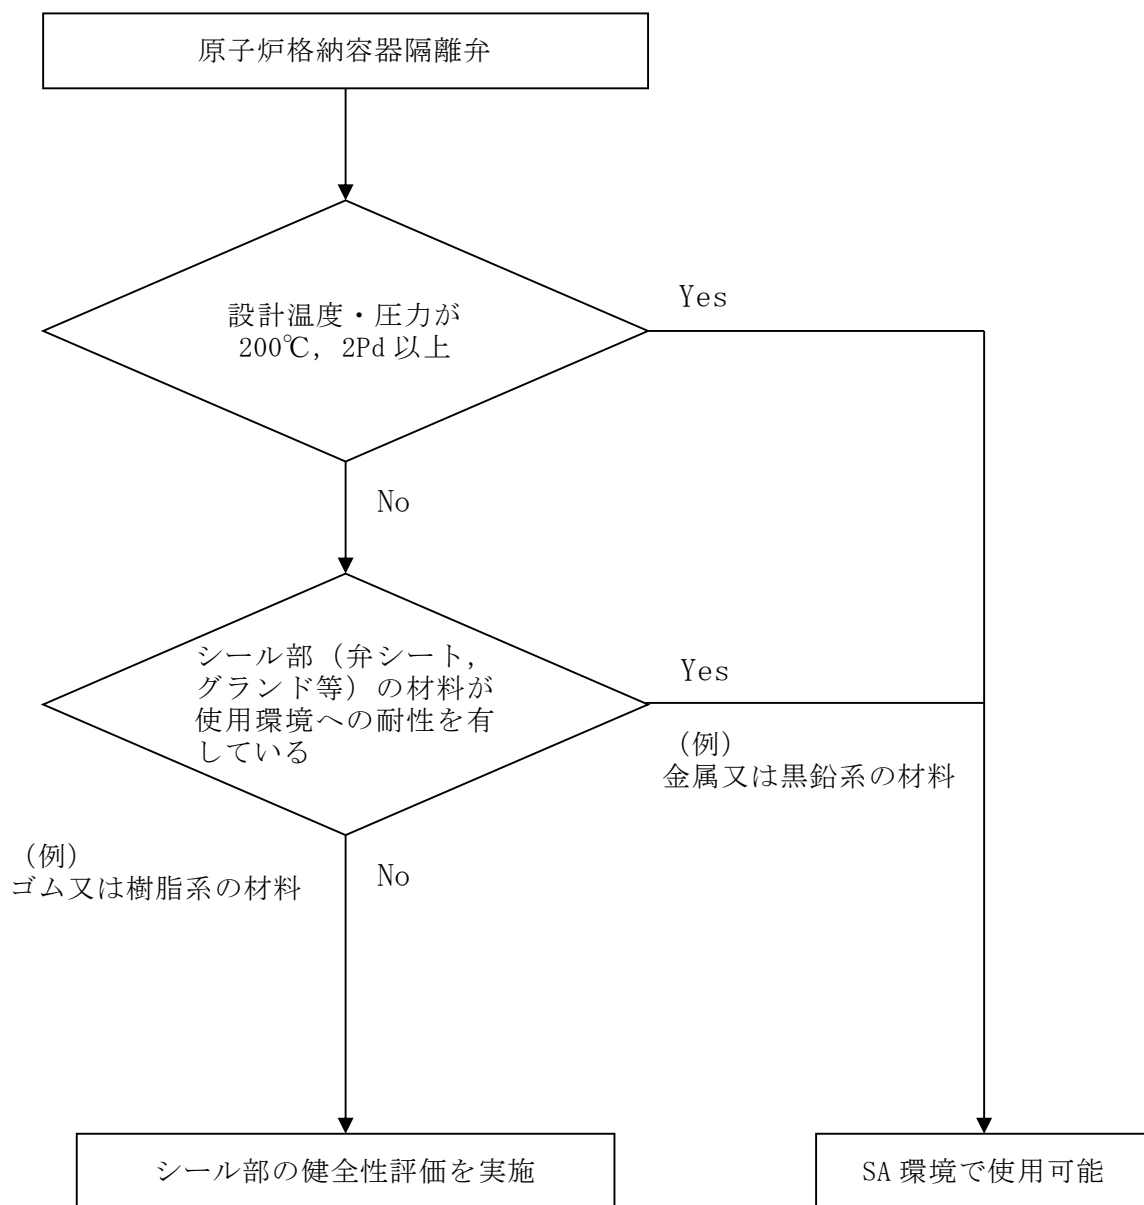 原子炉格納容器隔離弁
設計温度・圧力が
200℃，2Pd 以上
Yes
No
シール部（弁シート，
グランド等）の材料が
使用環境への耐性を有
している
Yes
（例）
金属又は黒鉛系の材料
（例）
ゴム又は樹脂系の材料
No
シール部の健全性評価を実施
SA 環境で使用可能